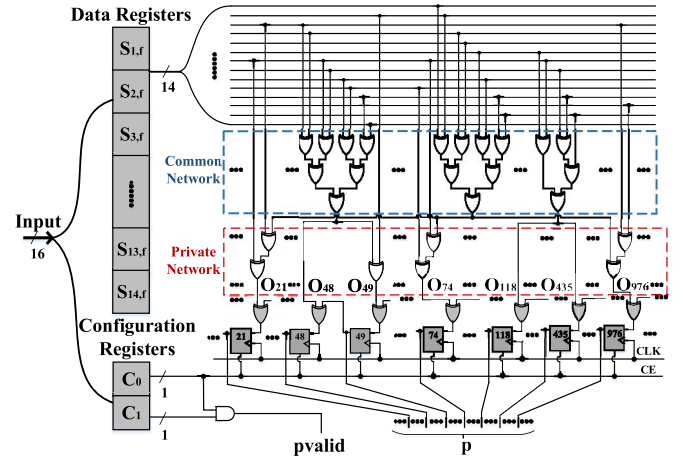 Data Registers
S1,f
S2,f
S3,f
S13,f
S14,f
14
Input
16
Common
Network
Private
Network
O21
O48
O49
O74
O118
O435
O976
21
48
49
74
118
435
976
CLK
CE
Configuration
Registers
C0
C1
1
1
pvalid
p